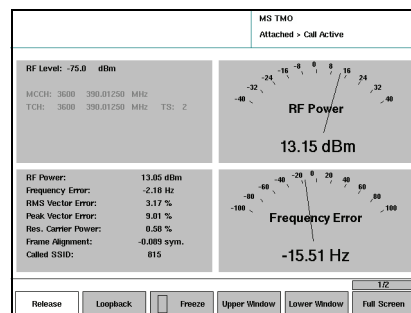 MS TMO
Attached > Call Active
RF Level: -75.0 dBm
MCCH: 3600 390.01250 MHz
TCH: 3600 390.01250 MHz TS: 2
-40 -32 -24 -16 -8 0 8 16 24 32 40
RF Power
13.15 dBm
RF Power: 13.05 dBm
Frequency Error: -2.18 Hz
RMS Vector Error: 3.17 %
Peak Vector Error: 9.01 %
Res. Carrier Power: 0.58 %
Frame Alignment: -0.089 sym.
Called SSID: 815
-100 -80 -60 -40 -20 0 20 40 60 80 100
Frequency Error
-15.51 Hz
1/2
Release Loopback Freeze Upper Window Lower Window Full Screen